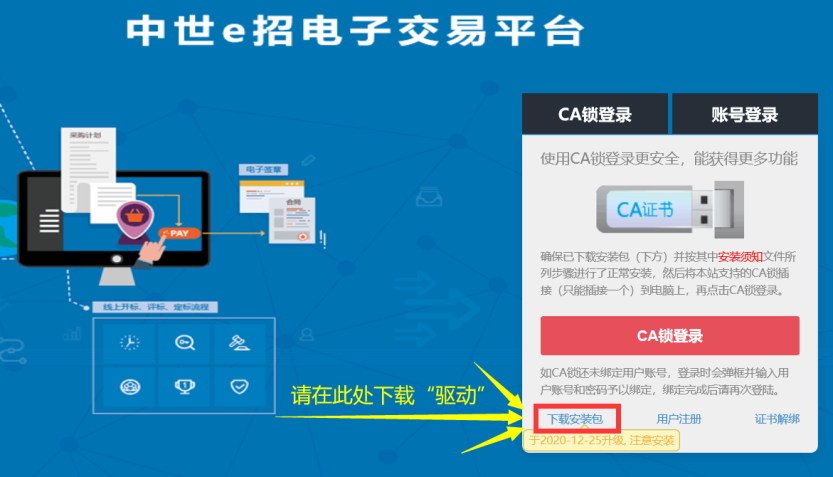 中世e招电子交易平台
采购计划
PAY
电子签章
合同
线上开标、评标、定标流程
1
请在此处下载“驱动”
CA锁登录
账号登录
使用CA锁登录更安全，能获得更多功能
CA证书
确保已下载安装包（下方）并按其中安装须知文件所
列步骤进行了正常安装，然后将本站支持的CA锁插
接（只能插接一个）到电脑上，再点击CA锁登录。
CA锁登录
如CA锁还未绑定用户账号，登录时会弹框并输入用
户账号和密码予以绑定，绑定完成后请再次登陆。
下载安装包
用户注册
证书解绑
于2020-12-25升级, 注意安装